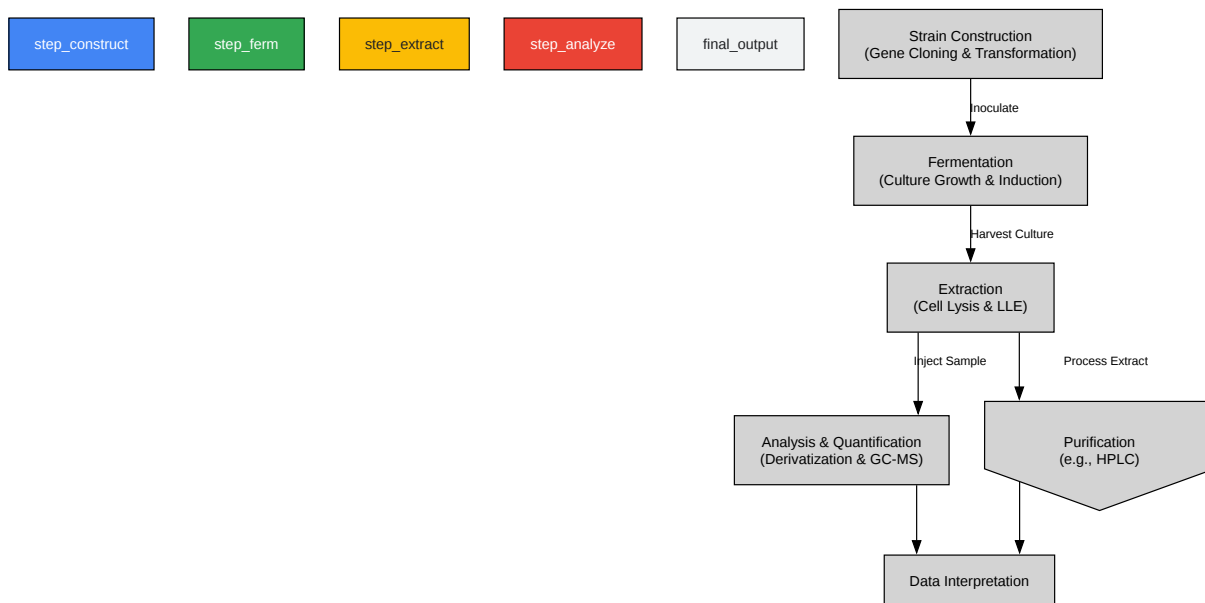 step_construct
step_ferm
step_extract
step_analyze
final_output
Strain Construction
(Gene Cloning & Transformation)
Inoculate
Fermentation
(Culture Growth & Induction)
Harvest Culture
Extraction
(Cell Lysis & LLE)
Inject Sample
Process Extract
Analysis & Quantification
(Derivatization & GC-MS)
Purification
(e.g., HPLC)
Data Interpretation